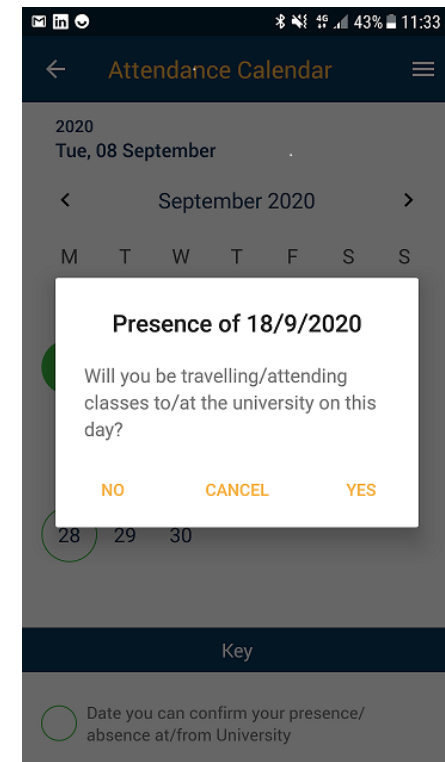 in 4G 43% 11:33
Attendance Calendar
2020
Tue, 08 September
< September 2020 >
M T W T F S S
Presence of 18/9/2020
Will you be travelling/attending
classes to/at the university on this
day?
NO CANCEL YES
28 29 30
Key
Date you can confirm your presence/
absence at/from University